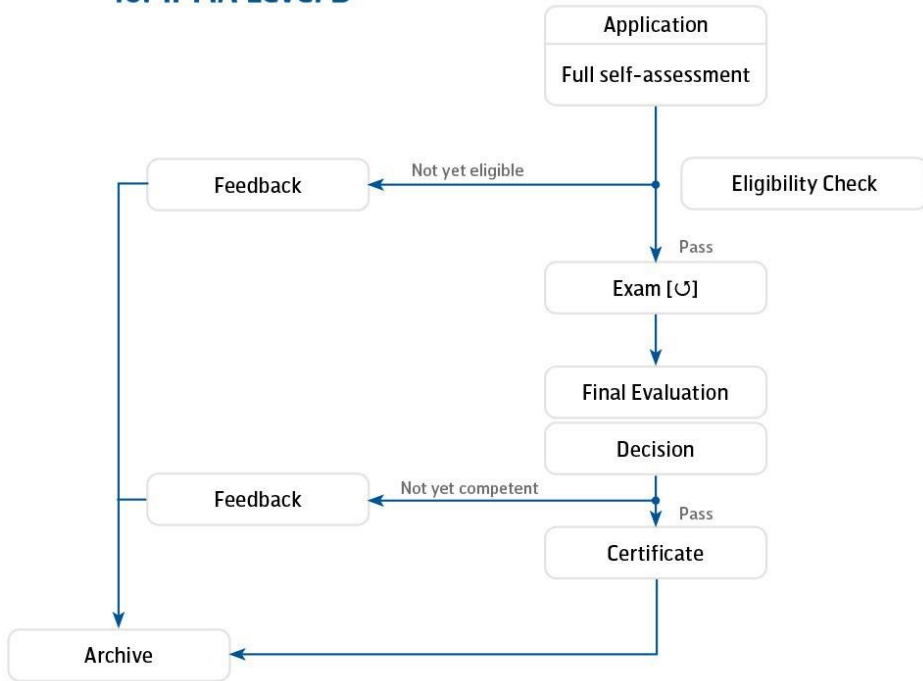 Application
Full self-assessment
Not yet eligible
Feedback
Eligibility Check
Pass
Exam [↺]
Final Evaluation
Decision
Not yet competent
Feedback
Pass
Certificate
Archive